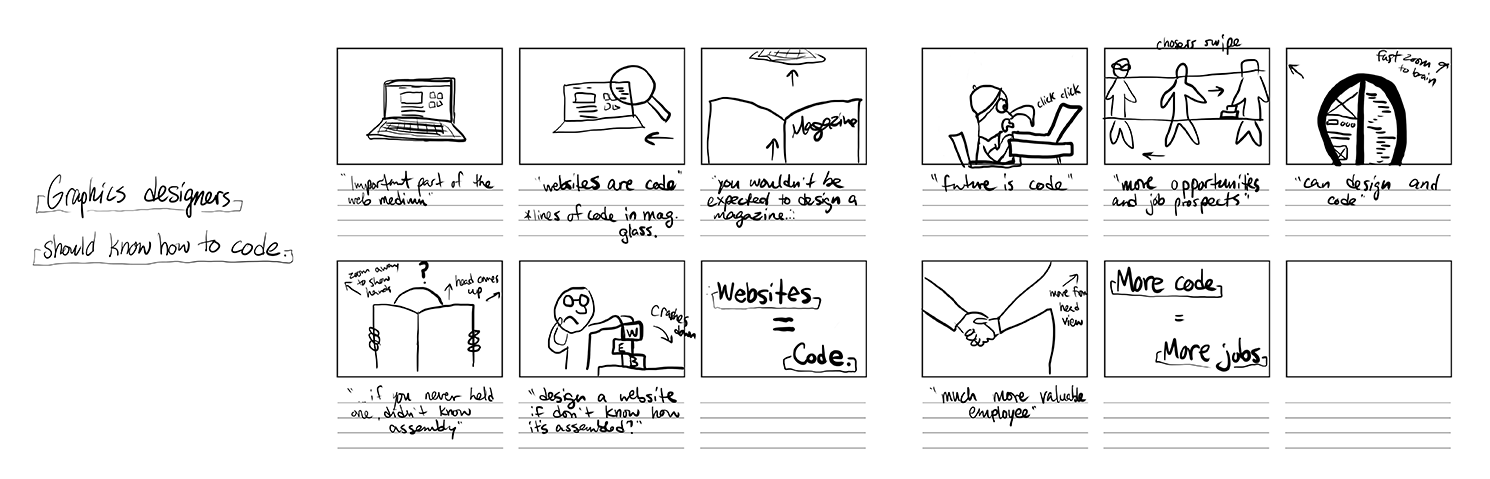 Graphics designers
should know how to code.
"Important part of the
web medium"
"websites are code"
*lines of code in mag.
glass.
Magazine
"you wouldn't be
expected to design a
magazine...
zoom away
to show
hands
?
head comes
up
"...if you never held
one, didn't know
assembly"
Crashes
down
W
E
B
"design a website
if don't know how
it's assembled?"
Websites
=
Code.
click click
"future is code"
chosers swipe
"more opportunites
and job prospects"
fast zoom
to brain
"can design and
code"
move from
head
view
"much more valuable
employee"
More code
=
More jobs